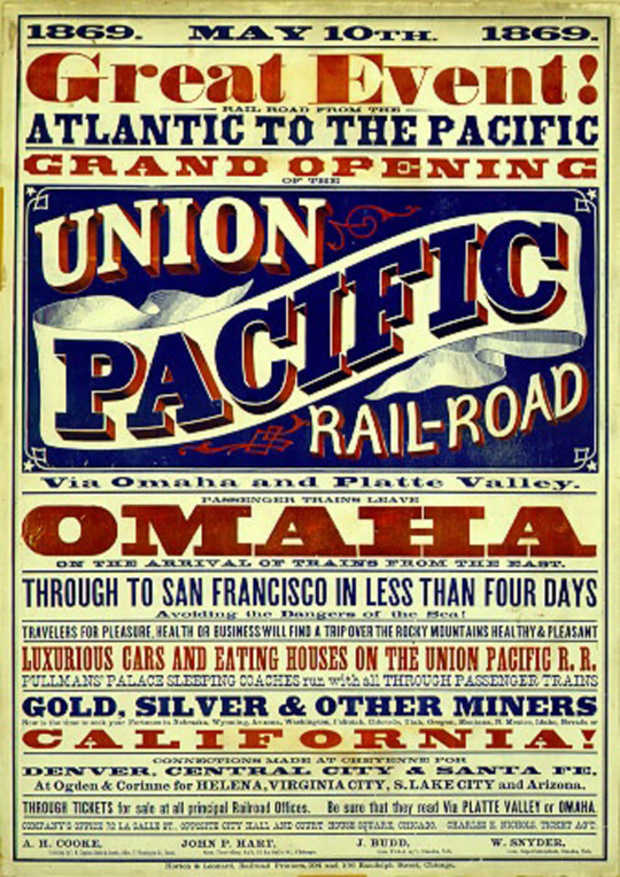 1869. MAY 10TH. 1869.
Great Event!
RAIL ROAD FROM THE
ATLANTIC TO THE PACIFIC
GRAND OPENING
OF THE
UNION
PACIFIC
RAIL-ROAD
Via Omaha and Platte Valley.
PASSENGER TRAINS LEAVE
OMAHA
ON THE ARRIVAL OF TRAINS FROM THE EAST.
THROUGH TO SAN FRANCISCO IN LESS THAN FOUR DAYS
Avoiding the Dangers of the Sea!
TRAVELERS FOR PLEASURE, HEALTH OR BUSINESS WILL FIND A TRIP OVER THE ROCKY MOUNTAINS HEALTHY & PLEASANT
LUXURIOUS CARS AND EATING HOUSES ON THE UNION PACIFIC R. R.
PULLMANS' PALACE SLEEPING COACHES run with all THROUGH PASSENGER TRAINS
GOLD, SILVER & OTHER MINERS
Now is the time to seek your Fortunes in Nebraska, Wyoming, Arizona, Washington, Colorado, Utah, Oregon, Montana, N. Mexico, Idaho, Nevada or
CALIFORNIA!
CONNECTIONS MADE AT CHEYENNE FOR
DENVER, CENTRAL CITY & SANTA FE,
At Ogden & Corinne for HELENA, VIRGINIA CITY, S. LAKE CITY and Arizona.
THROUGH TICKETS for sale at all principal Railroad Offices. Be sure that they read Via PLATTE VALLEY or OMAHA.
COMPANY'S OFFICE 72 LA SALLE ST., OPPOSITE CITY HALL AND COURT HOUSE SQUARE, CHICAGO. CHARLES E. NICHOLS, TICKET AG'T.
A. H. COOKE, JOHN P. HART, J. BUDD, W. SNYDER,
Horton & Leonard, Railroad Printers, 104 and 106 Randolph Street, Chicago.